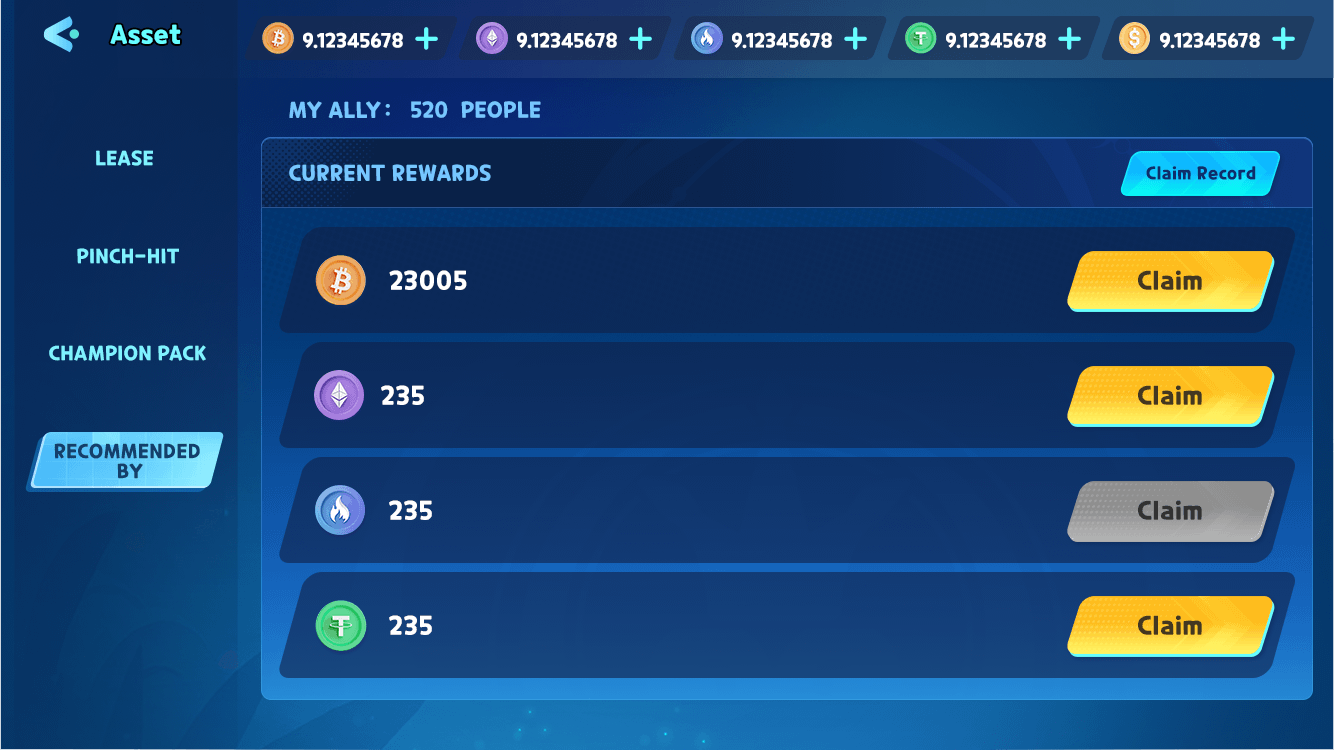 Asset
9.12345678
9.12345678
9.12345678
9.12345678
9.12345678
MY ALLY: 520 PEOPLE
LEASE
CURRENT REWARDS
Claim Record
PINCH-HIT
23005
Claim
CHAMPION PACK
235
Claim
RECOMMENDED
BY
235
Claim
235
Claim